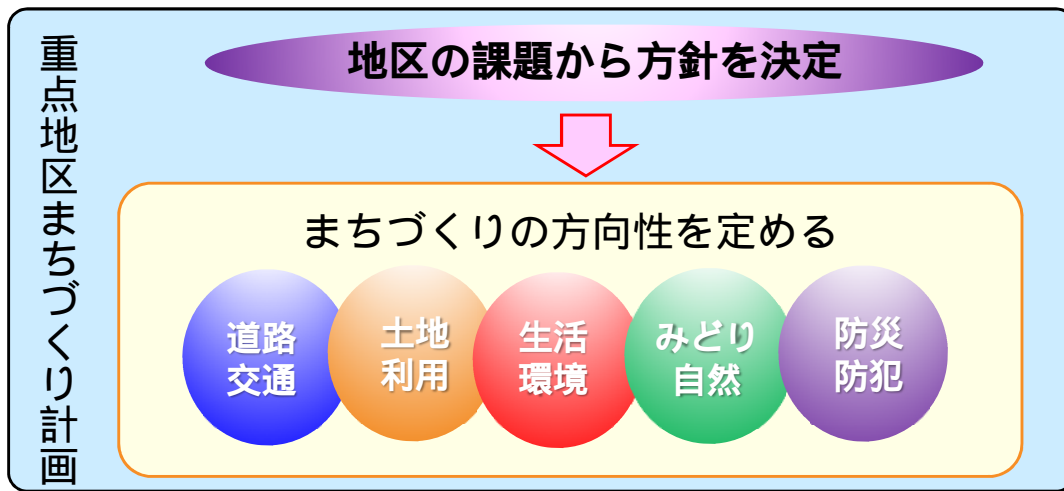 重点地区まちづくり計画
地区の課題から方針を決定
まちづくりの方向性を定める
道路
交通
土地
利用
生活
環境
みどり
自然
防災
防犯